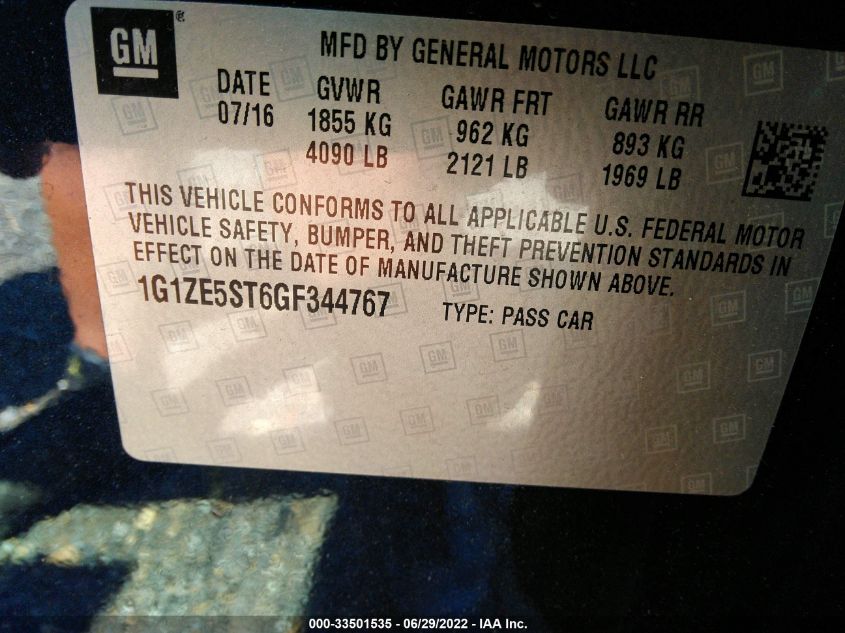 GM
MFD BY GENERAL MOTORS LLC
DATE GVWR GAWR FRT GAWR RR
07/16 1855 KG 962 KG 893 KG
4090 LB 2121 LB 1969 LB
THIS VEHICLE CONFORMS TO ALL APPLICABLE U.S. FEDERAL MOTOR
VEHICLE SAFETY, BUMPER, AND THEFT PREVENTION STANDARDS IN
EFFECT ON THE DATE OF MANUFACTURE SHOWN ABOVE.
1G1ZE5ST6GF344767 TYPE: PASS CAR
000-33501535 - 06/29/2022 - IAA Inc.